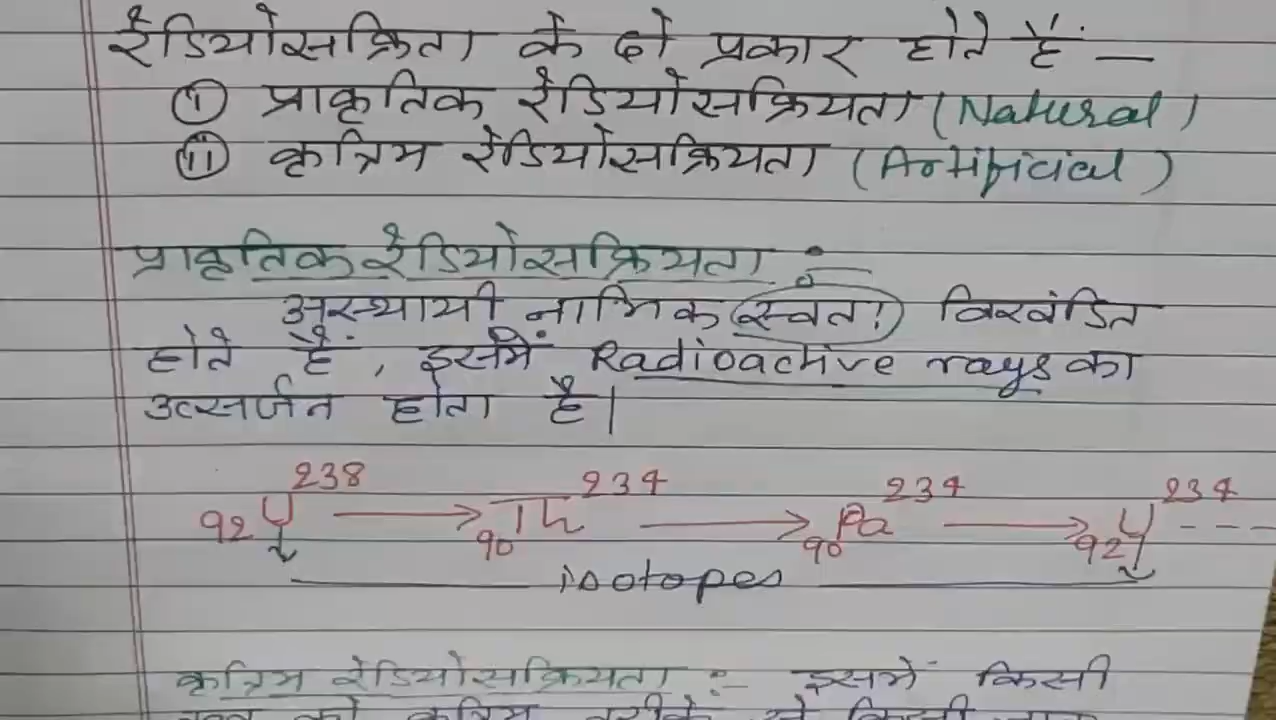 रेडियोसक्रिता के दो प्रकार होते हैं —
(i) प्राकृतिक रेडियोसक्रियता (Natural)
(ii) कृत्रिम रेडियोसक्रियता (Artificial)
प्राकृतिक रेडियोसक्रियता :
अस्थायी नाभिक स्वतः विखंडित
होते हैं, इसमें Radioactive rays का
उत्सर्जन होता है।
₉₂U²³⁸ → ₉₀Th²³⁴ → ₉₀Pa²³⁴ → ₉₂U²³⁴ ---
isotopes
कृत्रिम रेडियोसक्रियता :- इसमें किसी
को कृत्रिम तरीके से किसी